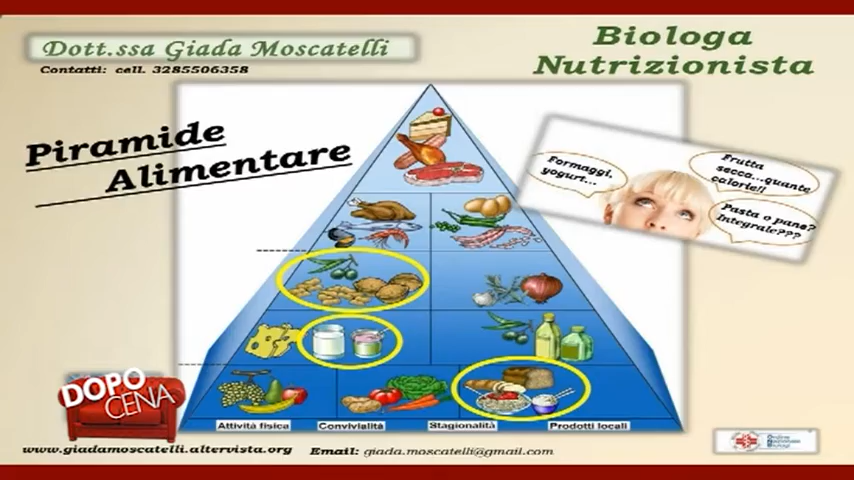 Dott.ssa Giada Moscatelli
Contatti: cell. 3285506358
Biologa
Nutrizionista
Piramide
Alimentare
Formaggi,
yogurt...
Frutta
secca...quante
calorie!!
Pasta o pane?
Integrale???
DOPO
CENA
Attività fisica
Convivialità
Stagionalità
Prodotti locali
www.giadamoscatelli.altervista.org
Email: giada.moscatelli@gmail.com